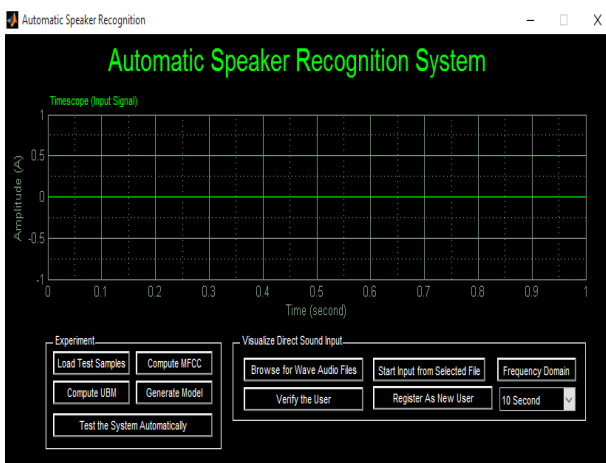 Automatic Speaker Recognition
Automatic Speaker Recognition System
Timescope (Input Signal)
1
0.5
0
-0.5
-1
Amplitude (A)
0 0.1 0.2 0.3 0.4 0.5 0.6 0.7 0.8 0.9 1
Time (second)
Experiment
Load Test Samples Compute MFCC
Compute UBM Generate Model
Test the System Automatically
Visualize Direct Sound Input
Browse for Wave Audio Files Start Input from Selected File Frequency Domain
Verify the User Register As New User 10 Second